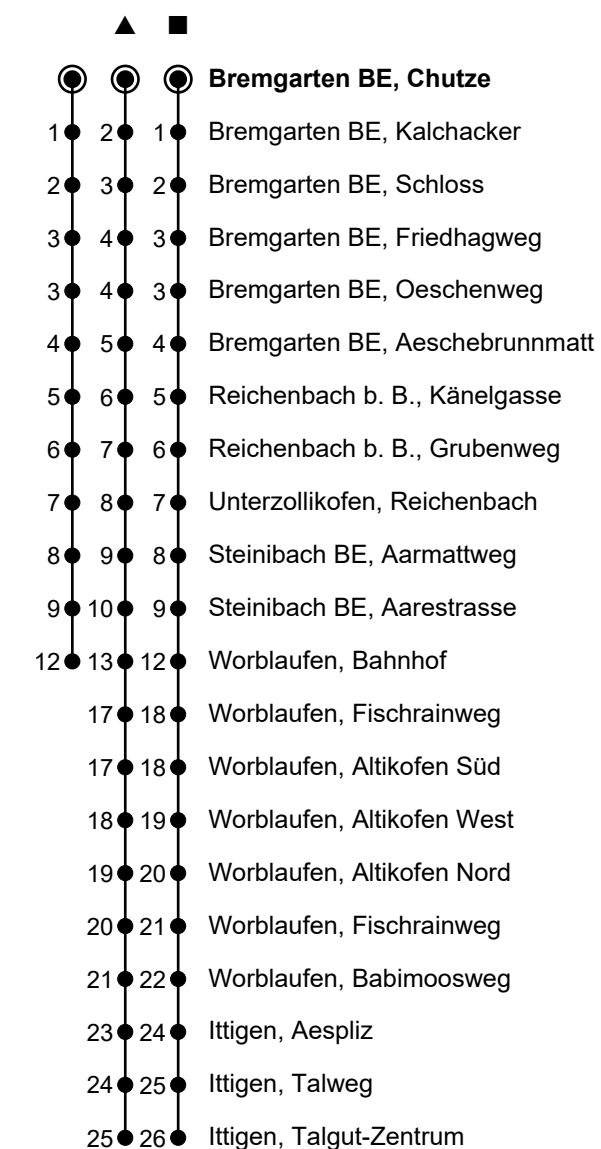 ▲ ■
Bremgarten BE, Chutze
1 2 1 Bremgarten BE, Kalchacker
2 3 2 Bremgarten BE, Schloss
3 4 3 Bremgarten BE, Friedhagweg
3 4 3 Bremgarten BE, Oeschenweg
4 5 4 Bremgarten BE, Aeschebrunnmatt
5 6 5 Reichenbach b. B., Känelgasse
6 7 6 Reichenbach b. B., Grubenweg
7 8 7 Unterzollikofen, Reichenbach
8 9 8 Steinibach BE, Aarmattweg
9 10 9 Steinibach BE, Aarestrasse
12 13 12 Worblaufen, Bahnhof
17 18 Worblaufen, Fischrainweg
17 18 Worblaufen, Altikofen Süd
18 19 Worblaufen, Altikofen West
19 20 Worblaufen, Altikofen Nord
20 21 Worblaufen, Fischrainweg
21 22 Worblaufen, Babimoosweg
23 24 Ittigen, Aespliz
24 25 Ittigen, Talweg
25 26 Ittigen, Talgut-Zentrum